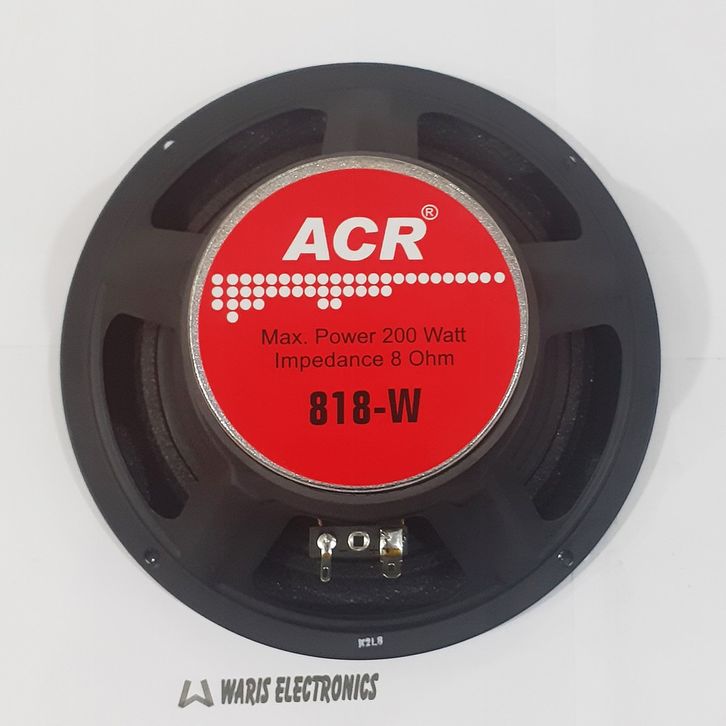 ACR®
Max. Power 200 Watt
Impedance 8 Ohm
818-W
K2L8
WARIS ELECTRONICS